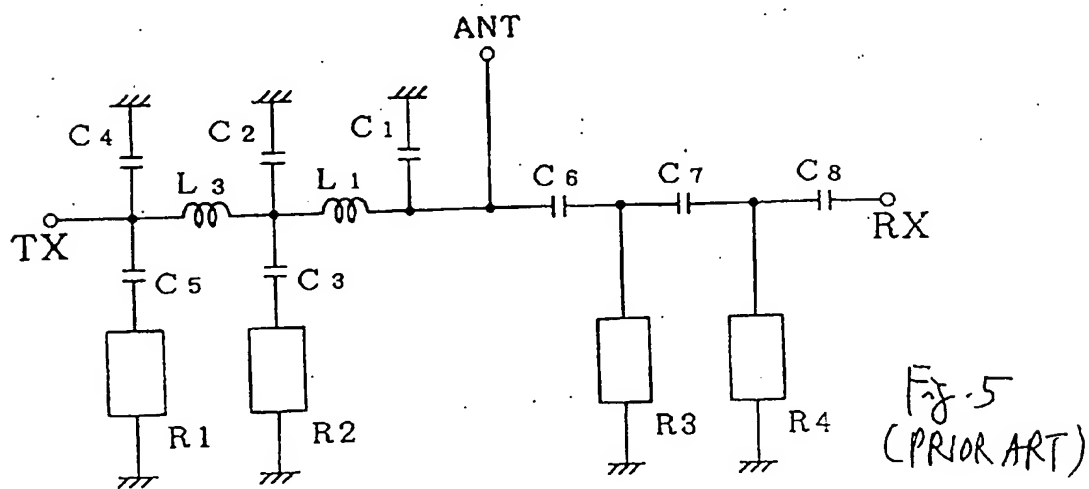 ANT
C4
C2
C1
L3
L1
C6
C7
C8
TX
RX
C5
C3
R1
R2
R3
R4
Fig. 5
(PRIOR ART)